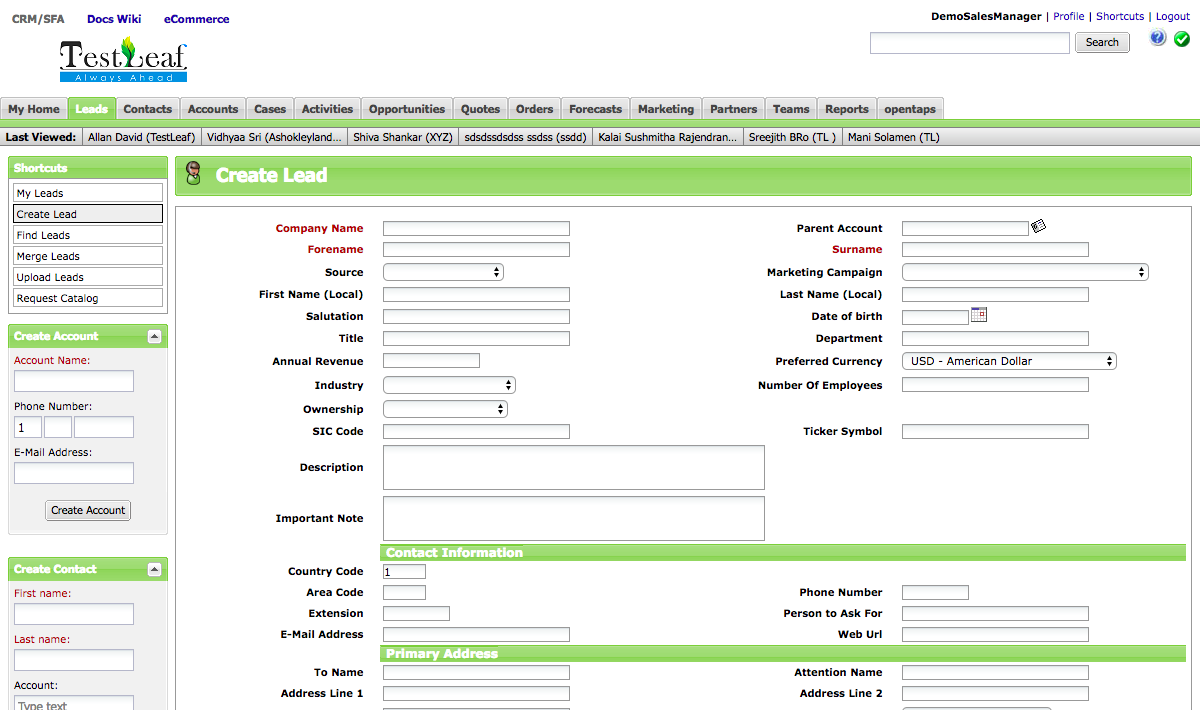 CRM/SFA Docs Wiki eCommerce
DemoSalesManager | Profile | Shortcuts | Logout
TestLeaf
Always Ahead
Search
My Home Leads Contacts Accounts Cases Activities Opportunities Quotes Orders Forecasts Marketing Partners Teams Reports opentaps
Last Viewed: Allan David (TestLeaf) Vidhyaa Sri (Ashokleyland... Shiva Shankar (XYZ) sdsdssdsdss ssdss (ssdd) Kalai Sushmitha Rajendran... Sreejith BRo (TL ) Mani Solamen (TL)
Shortcuts
My Leads
Create Lead
Find Leads
Merge Leads
Upload Leads
Request Catalog
Create Account
Account Name:
Phone Number:
1
E-Mail Address:
Create Account
Create Contact
First name:
Last name:
Account:
Type text
Create Lead
Company Name Parent Account
Forename Surname
Source Marketing Campaign
First Name (Local) Last Name (Local)
Salutation Date of birth
Title Department
Annual Revenue Preferred Currency USD - American Dollar
Industry Number Of Employees
Ownership
SIC Code Ticker Symbol
Description
Important Note
Contact Information
Country Code 1
Area Code Phone Number
Extension Person to Ask For
E-Mail Address Web Url
Primary Address
To Name Attention Name
Address Line 1 Address Line 2